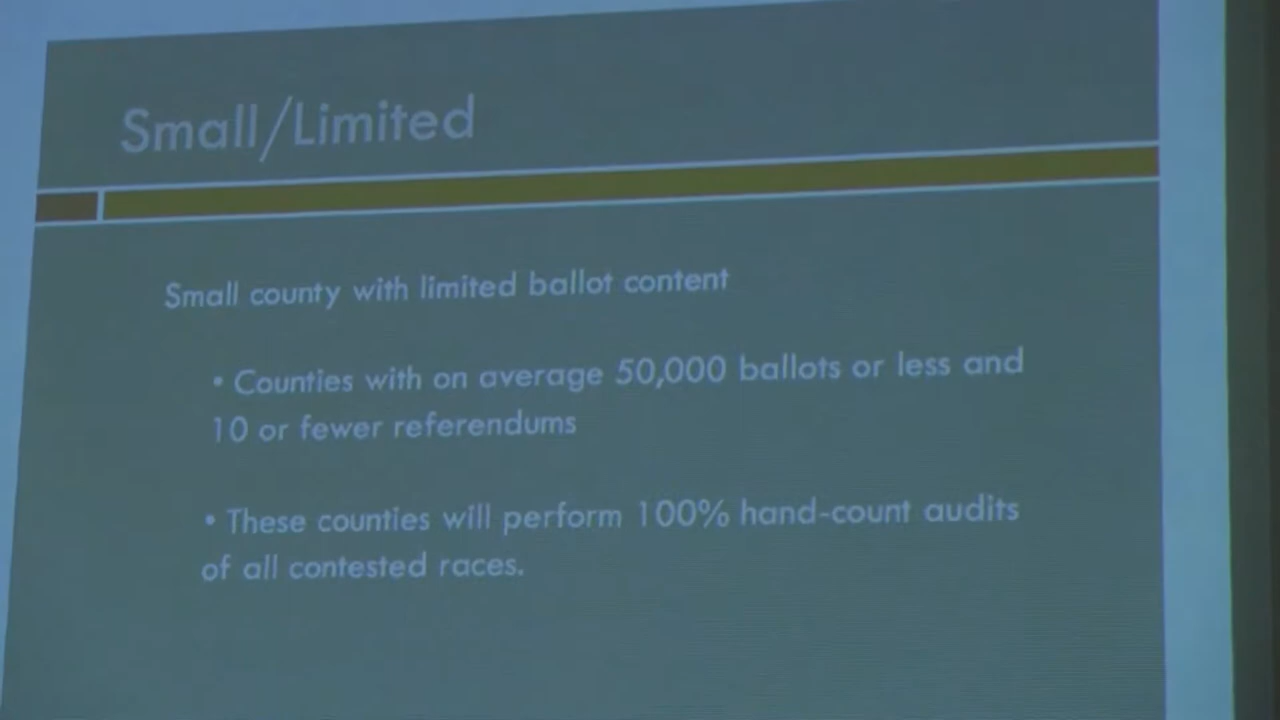 Small/Limited
Small county with limited ballot content
• Counties with on average 50,000 ballots or less and
10 or fewer referendums
• These counties will perform 100% hand-count audits
of all contested races.